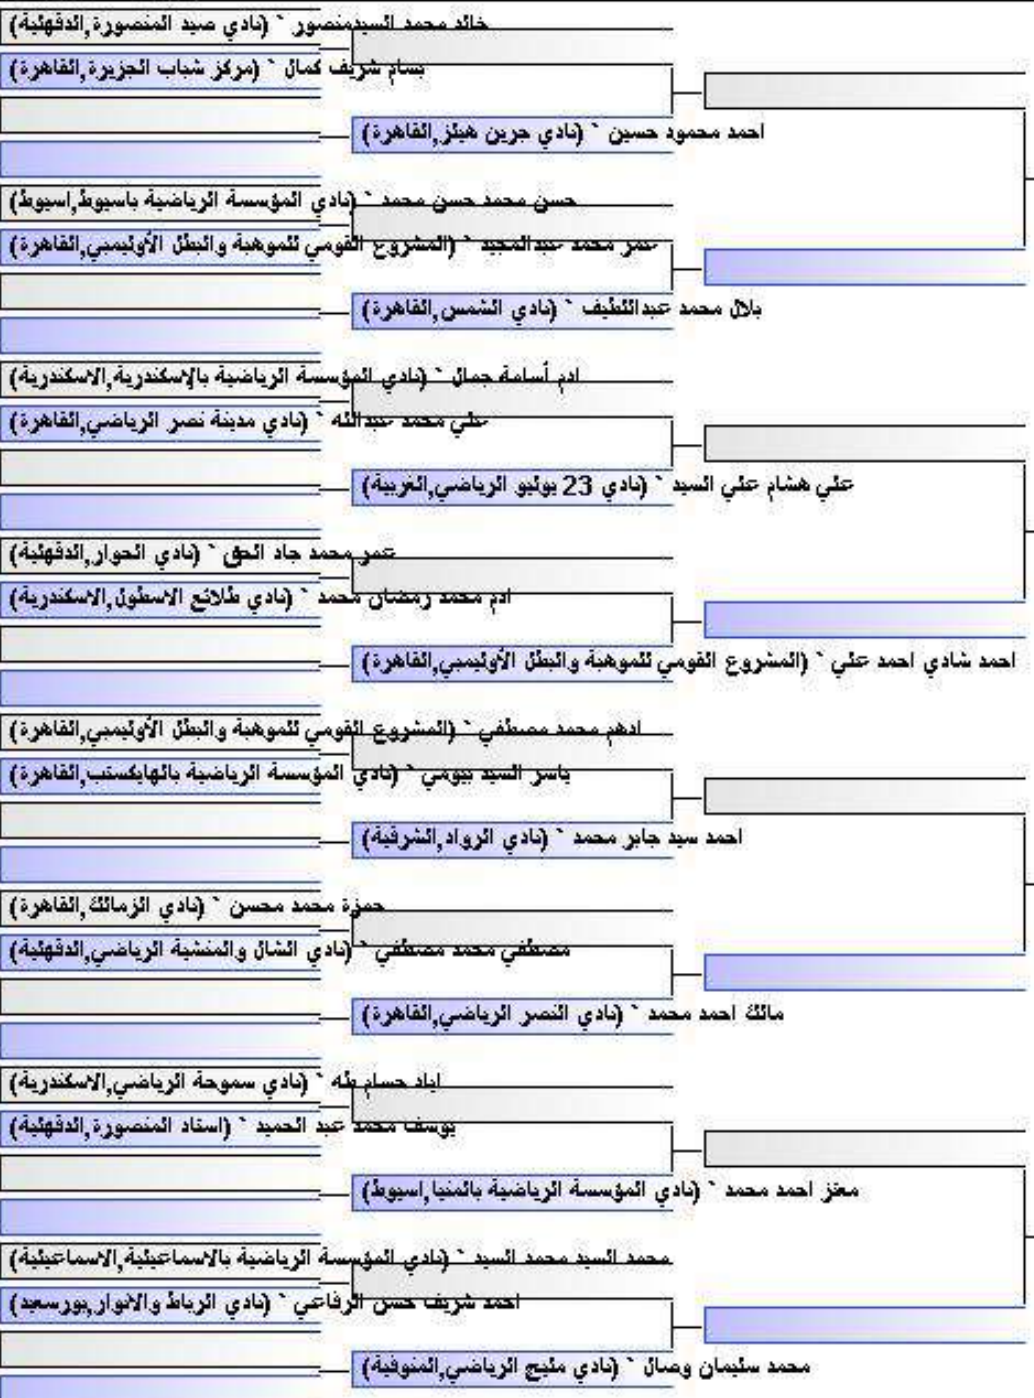 خالد محمد السيدمنصور ` (نادي صيد المنصورة,الدقهلية)
بسام شريف كمال ` (مركز شباب الجزيرة,القاهرة)
احمد محمود حسين ` (نادي جرين هيلز,القاهرة)
حسن محمد حسن محمد ` (نادي المؤسسة الرياضية باسيوط,اسيوط)
عمر محمد عبدالمجيد ` (المشروع القومي للموهبة والبطل الأوليمبي,القاهرة)
بلال محمد عبداللطيف ` (نادي الشمس,القاهرة)
ادم أسامة جمال ` (نادي المؤسسة الرياضية بالإسكندرية,الاسكندرية)
علي محمد عبدالله ` (نادي مدينة نصر الرياضي,القاهرة)
علي هشام علي السيد ` (نادي 23 يوليو الرياضي,الغربية)
عمر محمد جاد الحق ` (نادي الحوار,الدقهلية)
ادم محمد رمضان محمد ` (نادي طلائع الاسطول,الاسكندرية)
احمد شادي احمد علي ` (المشروع القومي للموهبة والبطل الأوليمبي,القاهرة)
ادهم محمد مصطفي ` (المشروع القومي للموهبة والبطل الأوليمبي,القاهرة)
ياسر السيد بيومي ` (نادي المؤسسة الرياضية بالهايكستب,القاهرة)
احمد سيد جابر محمد ` (نادي الرواد,الشرقية)
حمزة محمد محسن ` (نادي الزمالك,القاهرة)
مصطفي محمد مصطفي ` (نادي الشال والمنشية الرياضي,الدقهلية)
مالك احمد محمد ` (نادي النصر الرياضي,القاهرة)
اياد حسام طه ` (نادي سموحة الرياضي,الاسكندرية)
يوسف محمد عبد الحميد ` (استاد المنصورة,الدقهلية)
معتز احمد محمد ` (نادي المؤسسة الرياضية بالمنيا,اسيوط)
محمد السيد محمد السيد ` (نادي المؤسسة الرياضية بالاسماعيلية,الاسماعيلية)
احمد شريف حسن الرفاعي ` (نادي الرباط والانوار,بورسعيد)
محمد سليمان وصال ` (نادي مليج الرياضي,المنوفية)